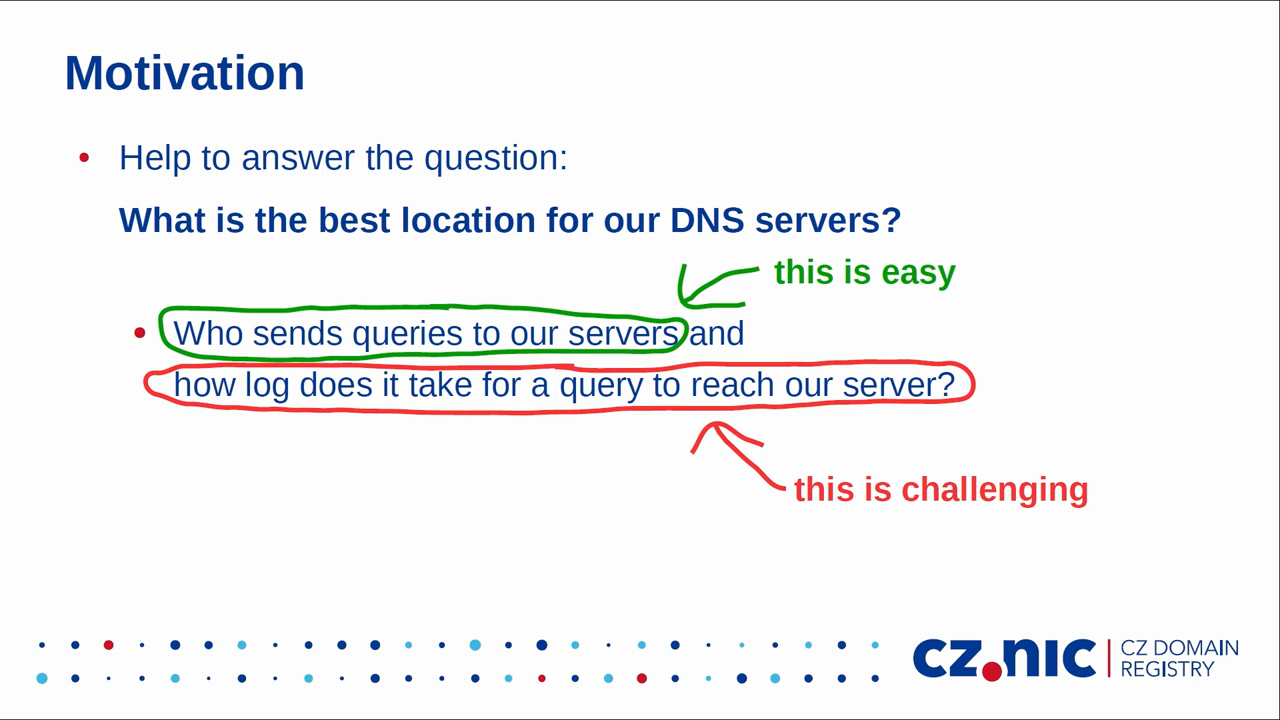 Motivation
• Help to answer the question:
What is the best location for our DNS servers?
this is easy
• Who sends queries to our servers and
how log does it take for a query to reach our server?
this is challenging
CZ.NIC
CZ DOMAIN
REGISTRY